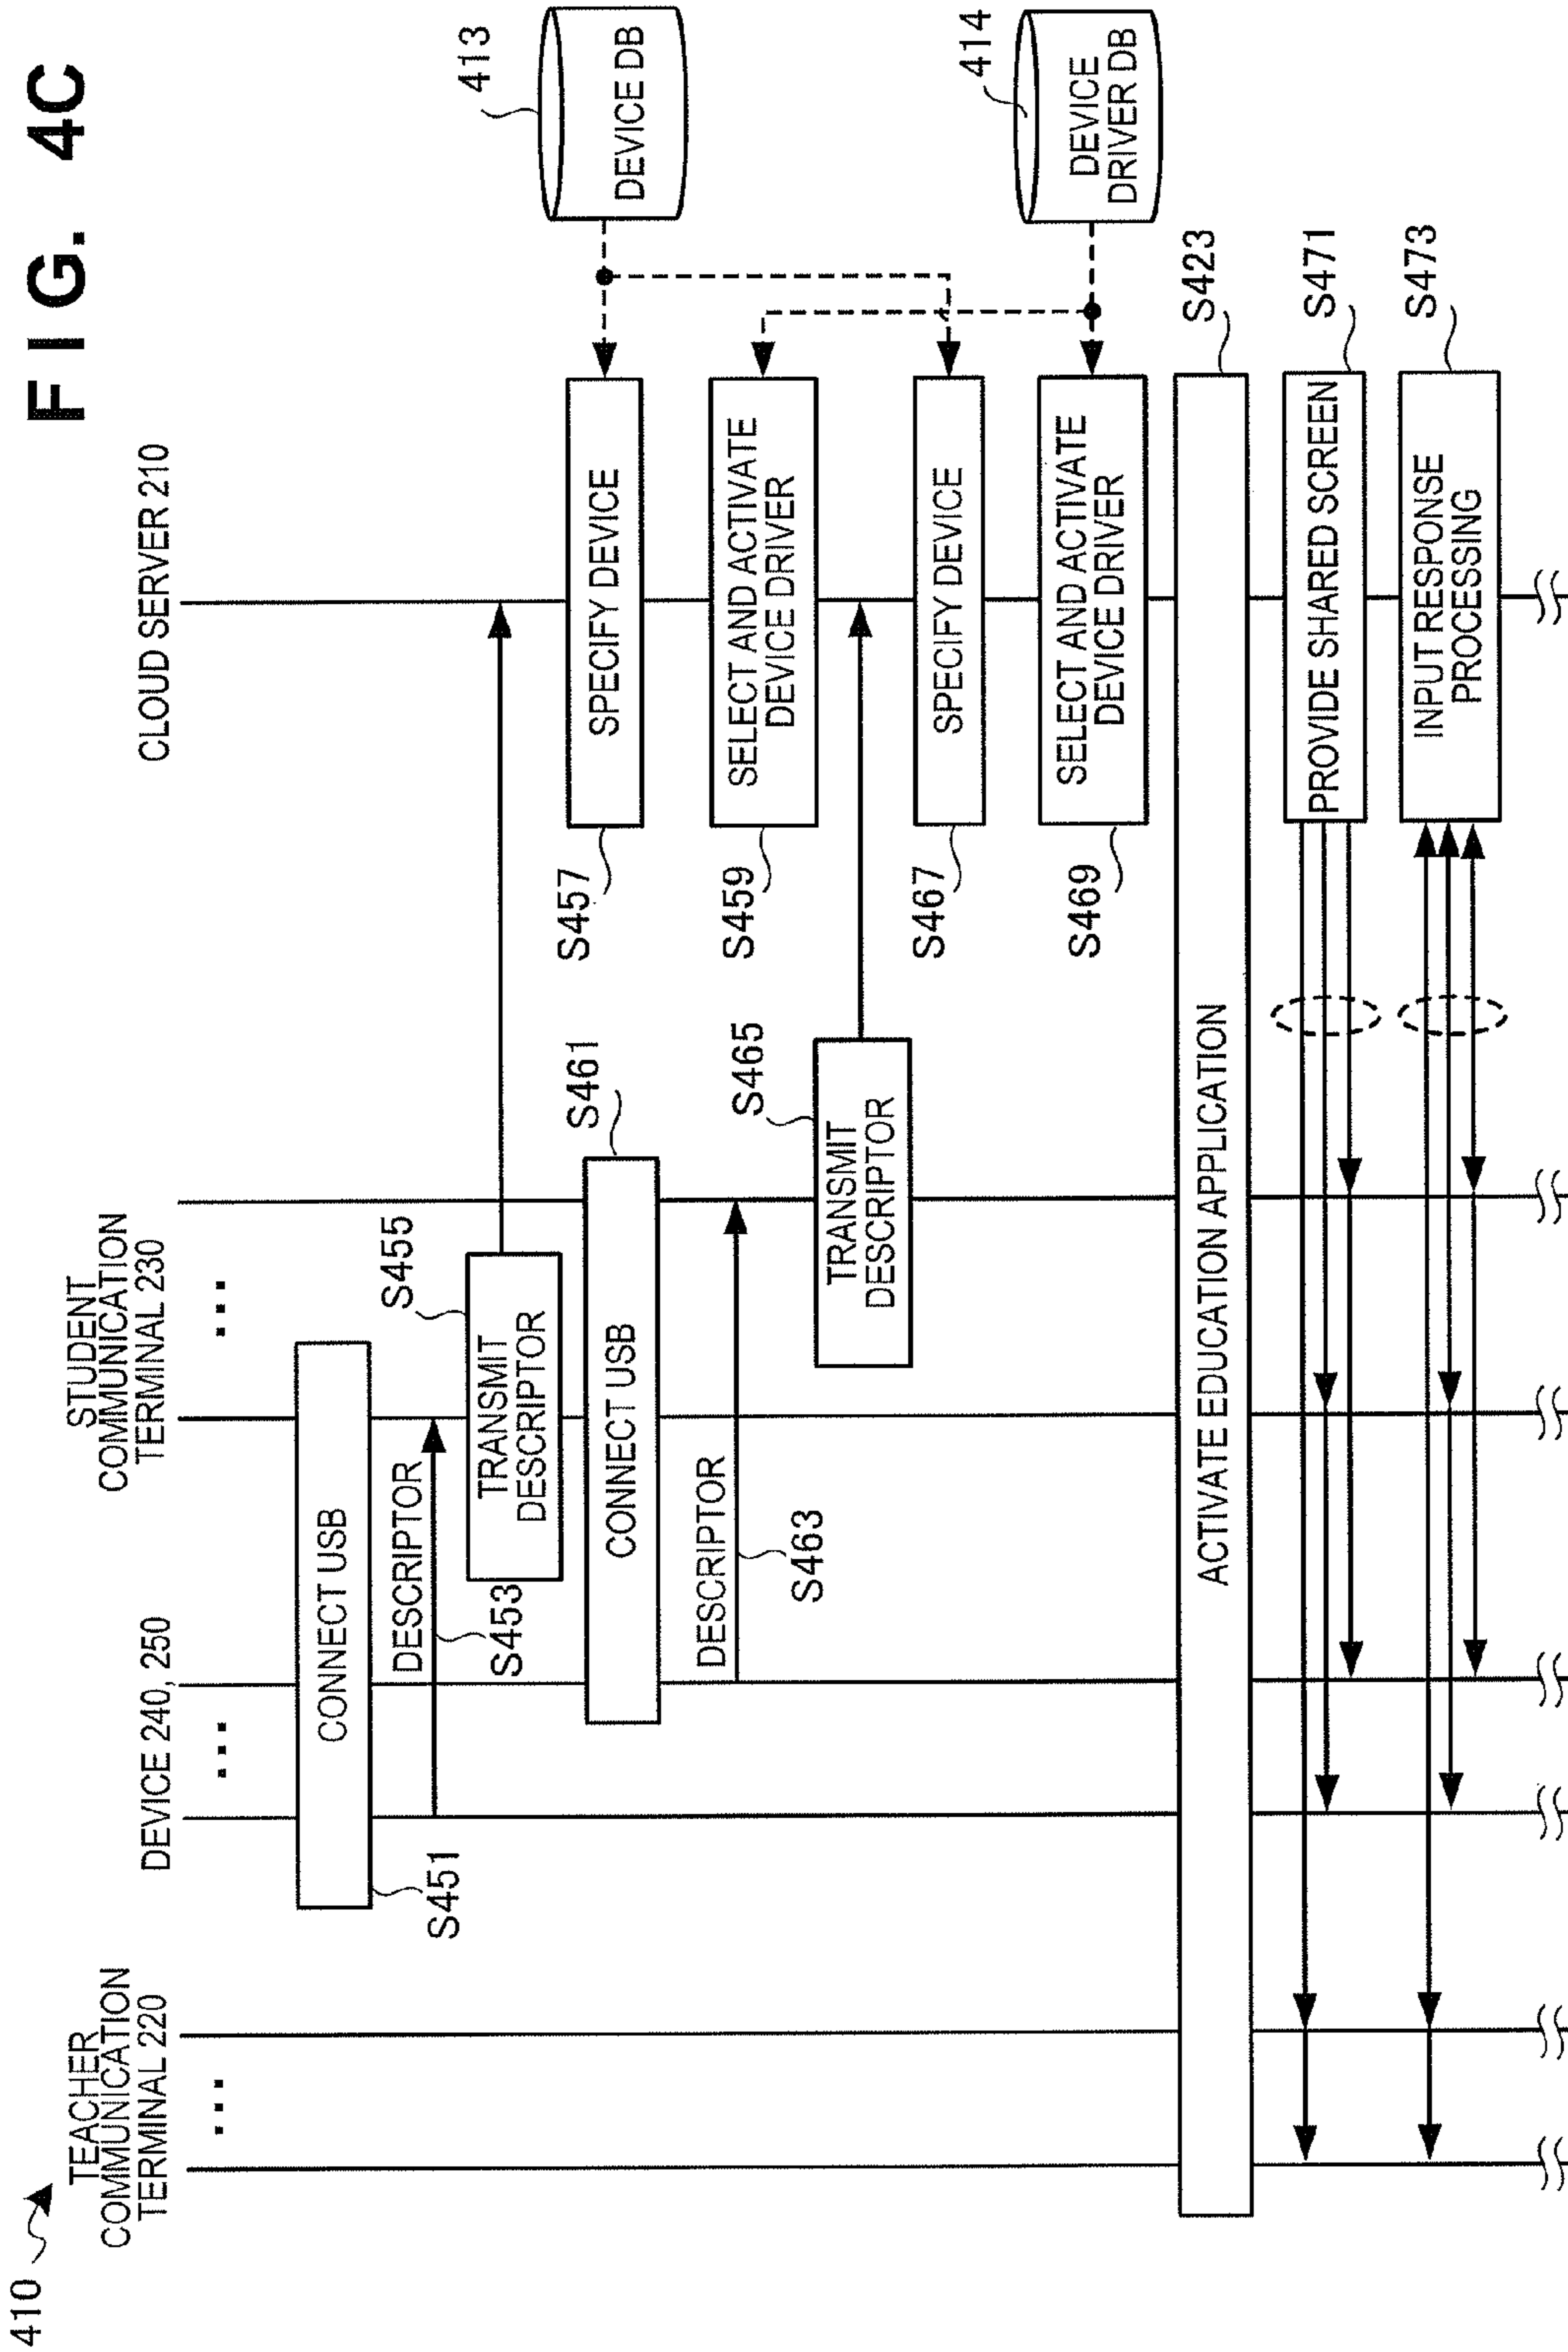 FIG. 4C
410
TEACHER
COMMUNICATION
TERMINAL 220
...
DEVICE 240, 250
...
STUDENT
COMMUNICATION
TERMINAL 230
...
CLOUD SERVER 210
CONNECT USB
S451
DESCRIPTOR
S453
TRANSMIT
DESCRIPTOR
S455
413
DEVICE DB
SPECIFY DEVICE
S457
CONNECT USB
S461
SELECT AND ACTIVATE
DEVICE DRIVER
S459
DESCRIPTOR
S463
TRANSMIT
DESCRIPTOR
S465
SPECIFY DEVICE
S467
414
DEVICE
DRIVER DB
SELECT AND ACTIVATE
DEVICE DRIVER
S469
ACTIVATE EDUCATION APPLICATION
S423
PROVIDE SHARED SCREEN
S471
INPUT RESPONSE
PROCESSING
S473